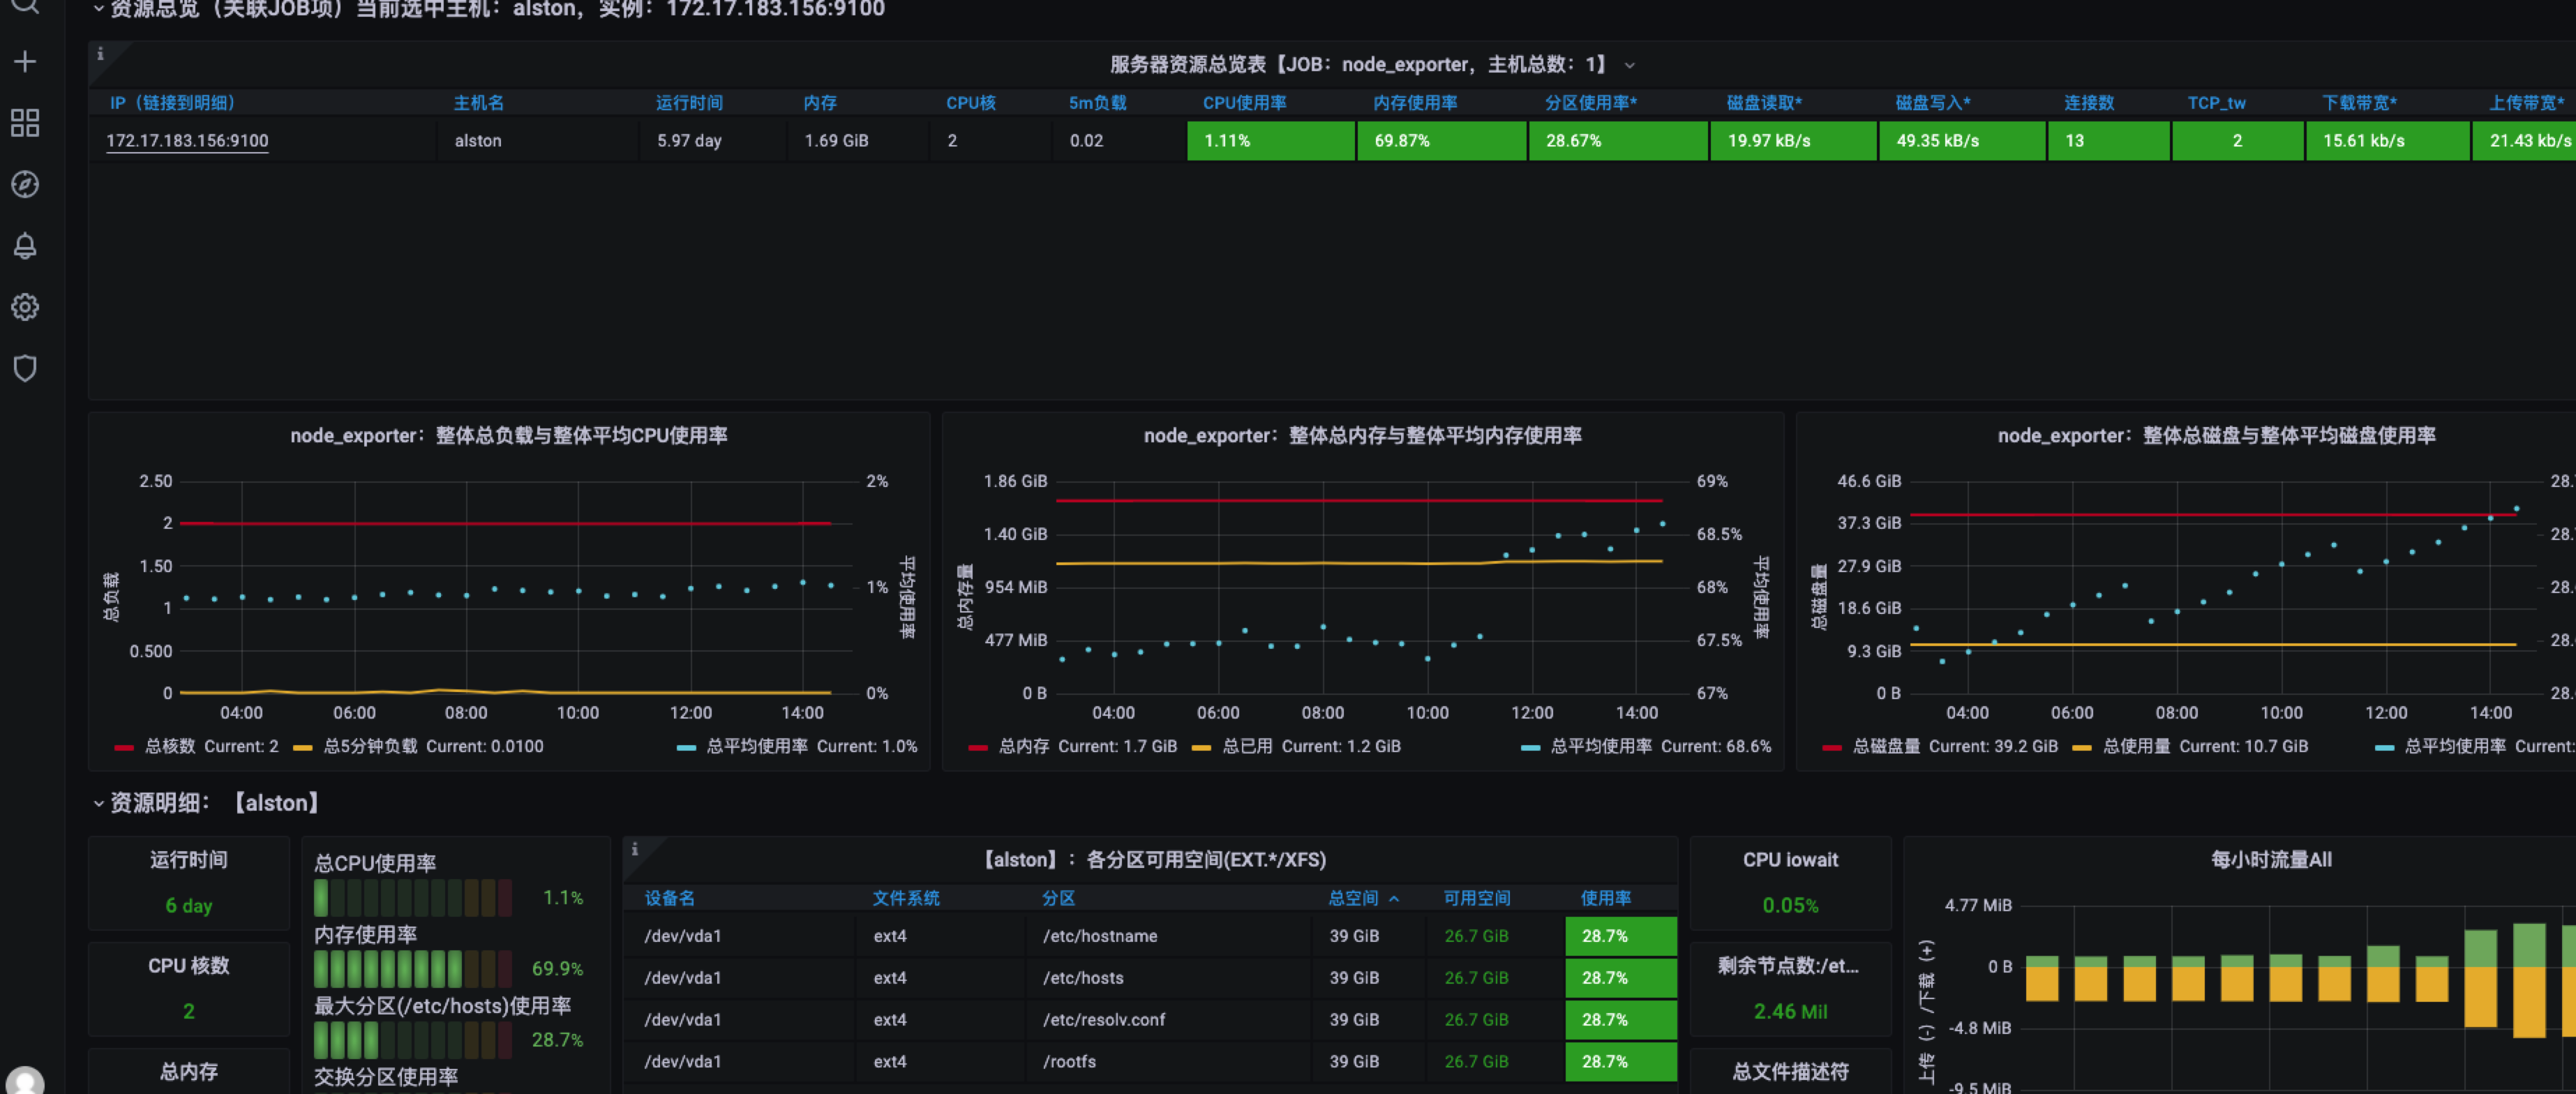 资源总览（关联JOB项）当前选中主机：alston，实例：172.17.183.156:9100
服务器资源总览表【JOB：node_exporter，主机总数：1】
IP（链接到明细） 主机名 运行时间 内存 CPU核 5m负载 CPU使用率 内存使用率 分区使用率* 磁盘读取* 磁盘写入* 连接数 TCP_tw 下载带宽* 上传带宽*
172.17.183.156:9100 alston 5.97 day 1.69 GiB 2 0.02 1.11% 69.87% 28.67% 19.97 kB/s 49.35 kB/s 13 2 15.61 kb/s 21.43 kb/s
node_exporter：整体总负载与整体平均CPU使用率
2.50
2
1.50
1
0.500
0
总负载
2%
1%
0%
平均使用率
04:00 06:00 08:00 10:00 12:00 14:00
总核数 Current: 2 总5分钟负载 Current: 0.0100 总平均使用率 Current: 1.0%
node_exporter：整体总内存与整体平均内存使用率
1.86 GiB
1.40 GiB
954 MiB
477 MiB
0 B
总内存量
69%
68.5%
68%
67.5%
67%
平均使用率
04:00 06:00 08:00 10:00 12:00 14:00
总内存 Current: 1.7 GiB 总已用 Current: 1.2 GiB 总平均使用率 Current: 68.6%
node_exporter：整体总磁盘与整体平均磁盘使用率
46.6 GiB
37.3 GiB
27.9 GiB
18.6 GiB
9.3 GiB
0 B
总磁盘量
28.
28.
28.
28.
28.
04:00 06:00 08:00 10:00 12:00 14:00
总磁盘量 Current: 39.2 GiB 总使用量 Current: 10.7 GiB 总平均使用率 Current:
资源明细：【alston】
运行时间
6 day
CPU 核数
2
总内存
总CPU使用率
1.1%
内存使用率
69.9%
最大分区(/etc/hosts)使用率
28.7%
交换分区使用率
【alston】：各分区可用空间(EXT.*/XFS)
设备名 文件系统 分区 总空间 可用空间 使用率
/dev/vda1 ext4 /etc/hostname 39 GiB 26.7 GiB 28.7%
/dev/vda1 ext4 /etc/hosts 39 GiB 26.7 GiB 28.7%
/dev/vda1 ext4 /etc/resolv.conf 39 GiB 26.7 GiB 28.7%
/dev/vda1 ext4 /rootfs 39 GiB 26.7 GiB 28.7%
CPU iowait
0.05%
剩余节点数:/et...
2.46 Mil
总文件描述符
每小时流量All
4.77 MiB
0 B
-4.8 MiB
-9.5 MiB
上传（-）/下载（+）